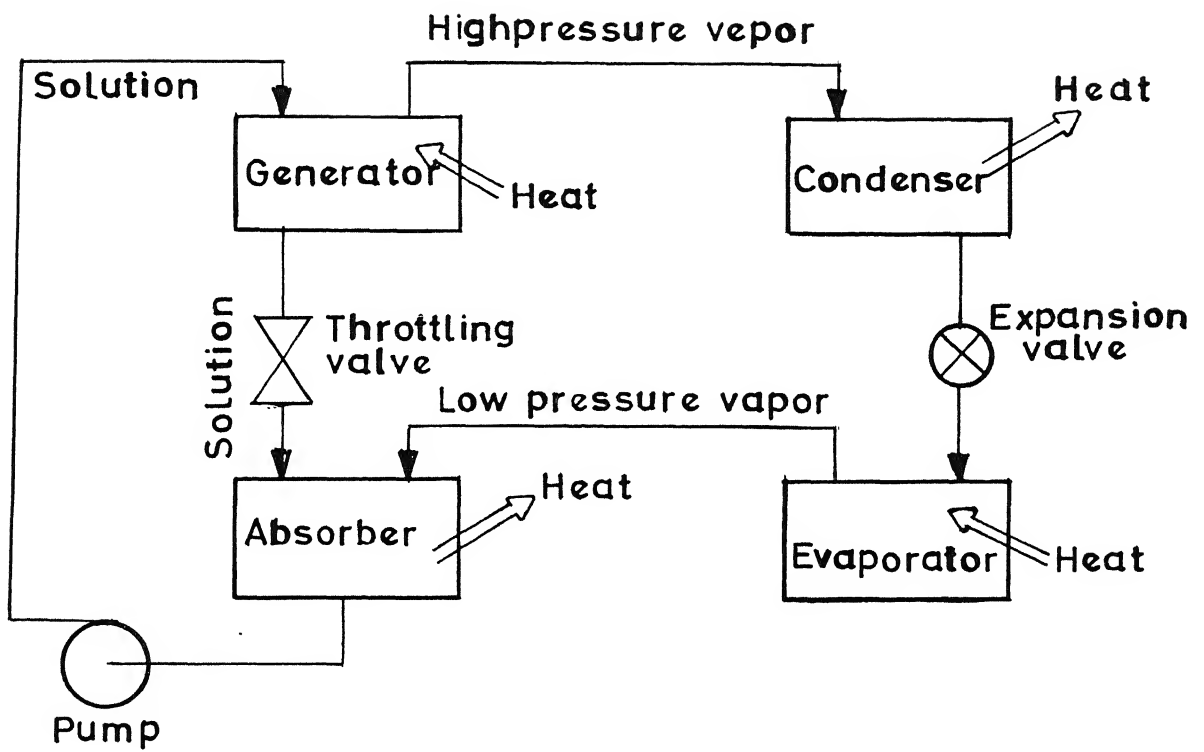 Highpressure vepor
Solution
Heat
Generator
Heat
Condenser
Solution
Throttling
valve
Expansion
valve
Low pressure vapor
Absorber
Heat
Evaporator
Heat
Pump